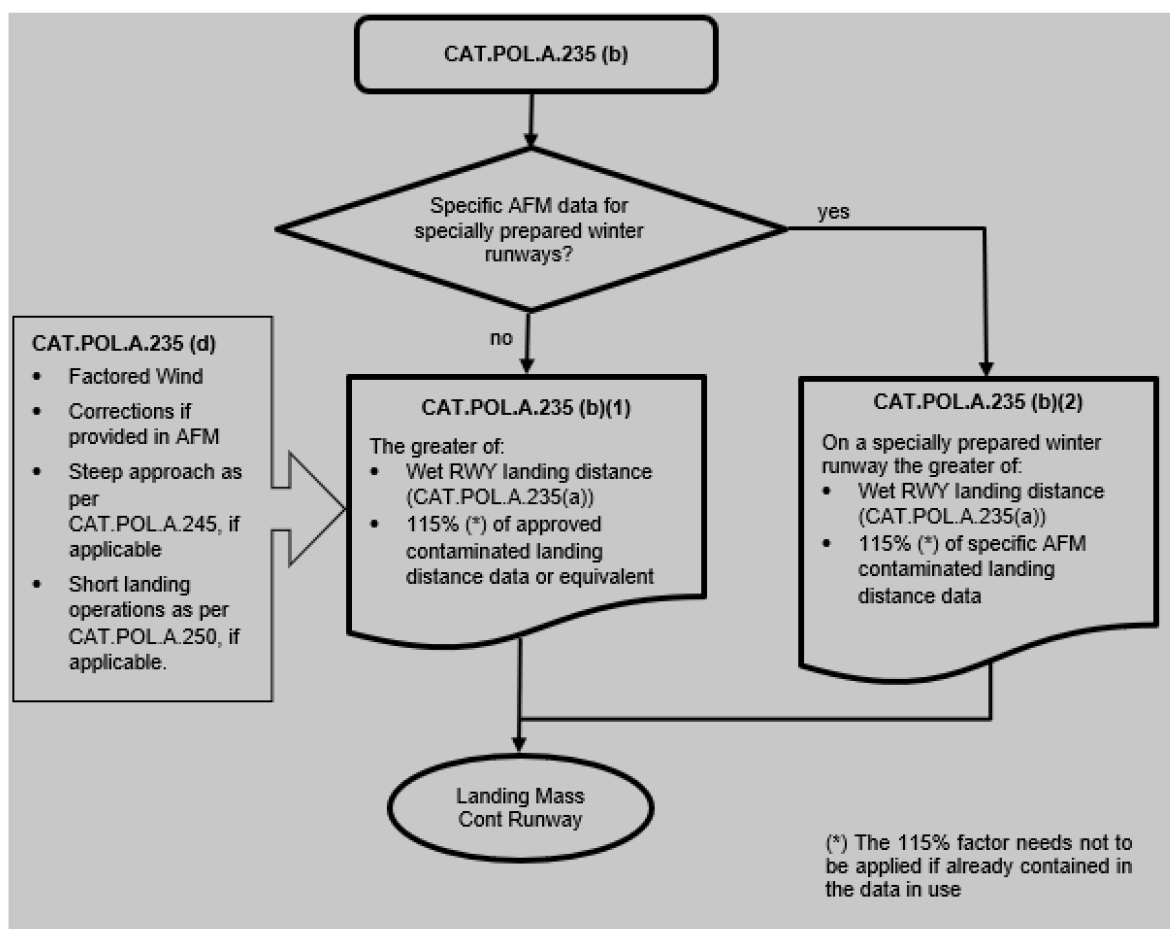 CAT.POL.A.235 (b)
Specific AFM data for
specially prepared winter
runways?
yes
no
CAT.POL.A.235 (d)
• Factored Wind
• Corrections if
provided in AFM
• Steep approach as
per
CAT.POL.A.245, if
applicable
• Short landing
operations as per
CAT.POL.A.250, if
applicable.
CAT.POL.A.235 (b)(1)
The greater of:
• Wet RWY landing distance
(CAT.POL.A.235(a))
• 115% (*) of approved
contaminated landing
distance data or equivalent
CAT.POL.A.235 (b)(2)
On a specially prepared winter
runway the greater of:
• Wet RWY landing distance
(CAT.POL.A.235(a))
• 115% (*) of specific AFM
contaminated landing
distance data
Landing Mass
Cont Runway
(*) The 115% factor needs not to
be applied if already contained in
the data in use